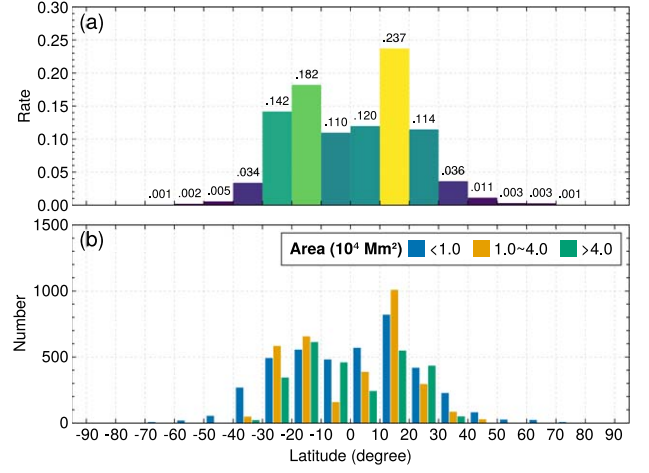 (a)
0.30
0.25
0.20
0.15
0.10
0.05
0.00
Rate
.001 .002 .005 .034 .142 .182 .110 .120 .237 .114 .036 .011 .003 .003 .001
(b)
1500
1000
500
0
Number
Area (10⁴ Mm²) <1.0 1.0~4.0 >4.0
-90 -80 -70 -60 -50 -40 -30 -20 -10 0 10 20 30 40 50 60 70 80 90
Latitude (degree)